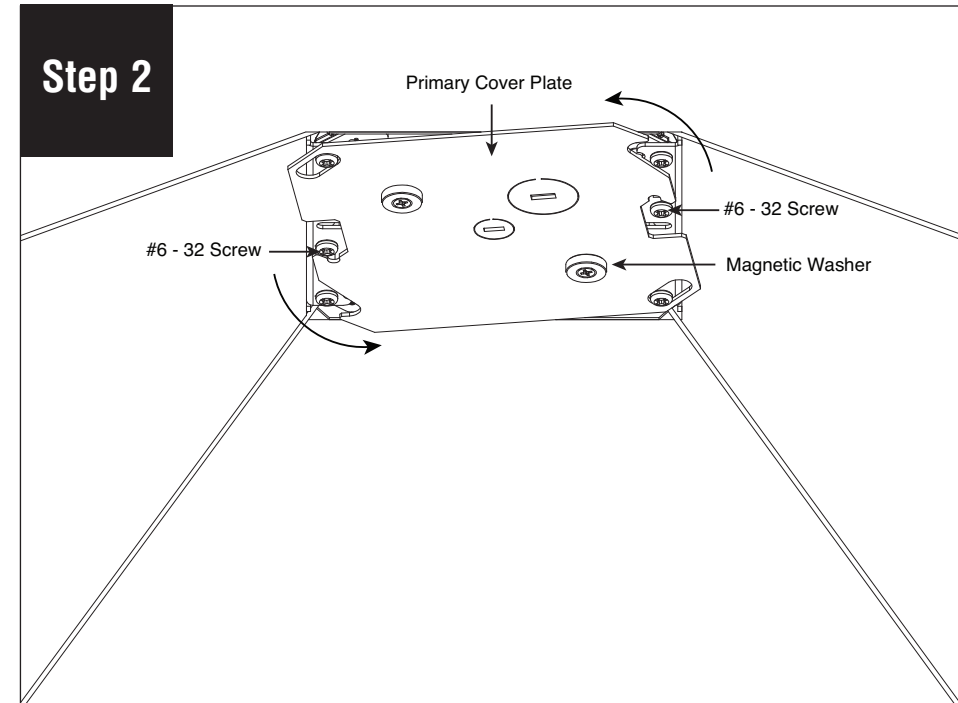 Step 2
Primary Cover Plate
#6 - 32 Screw
#6 - 32 Screw
Magnetic Washer